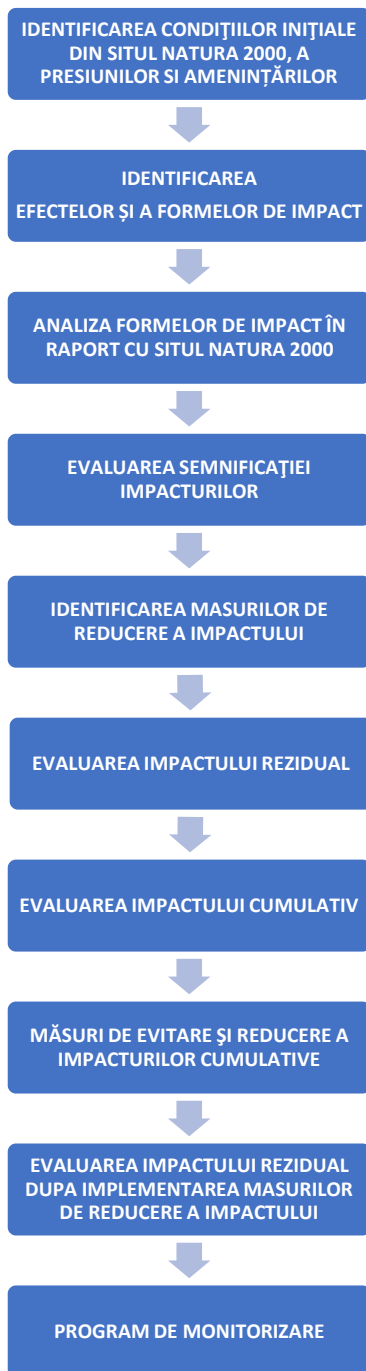 IDENTIFICAREA CONDIŢIILOR INIŢIALE
DIN SITUL NATURA 2000, A
PRESIUNILOR SI AMENINȚĂRILOR
IDENTIFICAREA
EFECTELOR ȘI A FORMELOR DE IMPACT
ANALIZA FORMELOR DE IMPACT ÎN
RAPORT CU SITUL NATURA 2000
EVALUAREA SEMNIFICAŢIEI
IMPACTURILOR
IDENTIFICAREA MASURILOR DE
REDUCERE A IMPACTULUI
EVALUAREA IMPACTULUI REZIDUAL
EVALUAREA IMPACTULUI CUMULATIV
MĂSURI DE EVITARE ŞI REDUCERE A
IMPACTURILOR CUMULATIVE
EVALUAREA IMPACTULUI REZIDUAL
DUPA IMPLEMENTAREA MASURILOR
DE REDUCERE A IMPACTULUI
PROGRAM DE MONITORIZARE